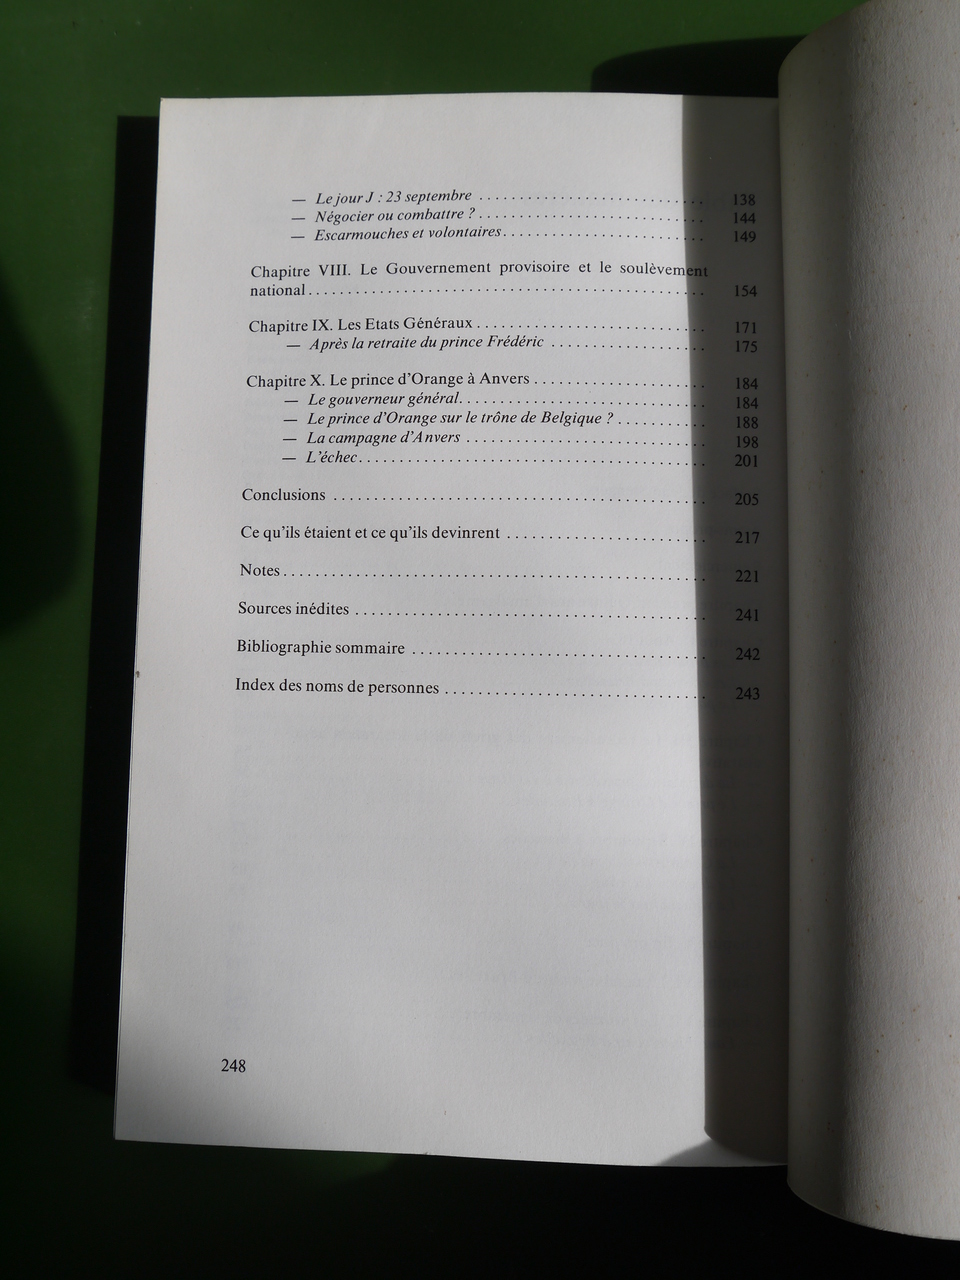 — Le jour J : 23 septembre . . . . . . . . . . . . . . . . . . . . . . . . . . . 138
— Négocier ou combattre ? . . . . . . . . . . . . . . . . . . . . . . . . . . . 144
— Escarmouches et volontaires . . . . . . . . . . . . . . . . . . . . . . . . 149
Chapitre VIII. Le Gouvernement provisoire et le soulèvement
national . . . . . . . . . . . . . . . . . . . . . . . . . . . . . . . . . . . . . . . . . . . . . . . 154
Chapitre IX. Les Etats Généraux . . . . . . . . . . . . . . . . . . . . . . . . . . . 171
— Après la retraite du prince Frédéric . . . . . . . . . . . . . . . . . . 175
Chapitre X. Le prince d'Orange à Anvers . . . . . . . . . . . . . . . . . . . . 184
— Le gouverneur général . . . . . . . . . . . . . . . . . . . . . . . . . . . . . 184
— Le prince d'Orange sur le trône de Belgique ? . . . . . . . . . . 188
— La campagne d'Anvers . . . . . . . . . . . . . . . . . . . . . . . . . . . . 198
— L'échec . . . . . . . . . . . . . . . . . . . . . . . . . . . . . . . . . . . . . . . . . 201
Conclusions . . . . . . . . . . . . . . . . . . . . . . . . . . . . . . . . . . . . . . . . . . . 205
Ce qu'ils étaient et ce qu'ils devinrent . . . . . . . . . . . . . . . . . . . . . . . 217
Notes . . . . . . . . . . . . . . . . . . . . . . . . . . . . . . . . . . . . . . . . . . . . . . . . . . 221
Sources inédites . . . . . . . . . . . . . . . . . . . . . . . . . . . . . . . . . . . . . . . . . 241
Bibliographie sommaire . . . . . . . . . . . . . . . . . . . . . . . . . . . . . . . . . . 242
Index des noms de personnes . . . . . . . . . . . . . . . . . . . . . . . . . . . . . . 243
248